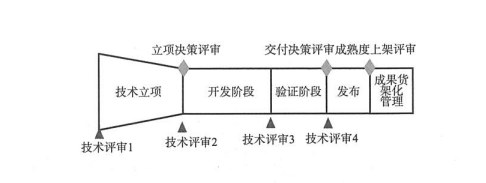 立项决策评审
交付决策评审
成熟度上架评审
技术立项
开发阶段
验证阶段
发布
成果货
架化
管理
技术评审1
技术评审2
技术评审3
技术评审4